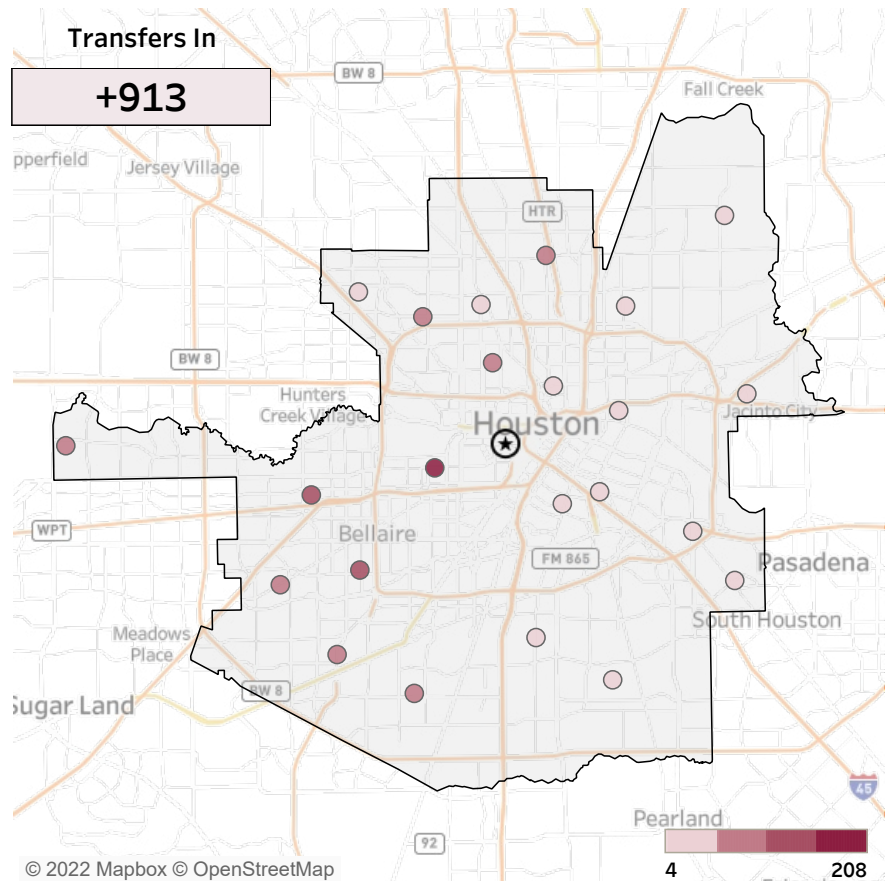 Transfers In
+913
BW 8
Fall Creek
pperfield
Jersey Village
HTR
BW 8
Hunters
Creek Village
Jacinto City
Houston
WPT
Bellaire
FM 865
Pasadena
South Houston
Meadows
Place
BW 8
Sugar Land
45
Pearland
92
4
208
© 2022 Mapbox © OpenStreetMap